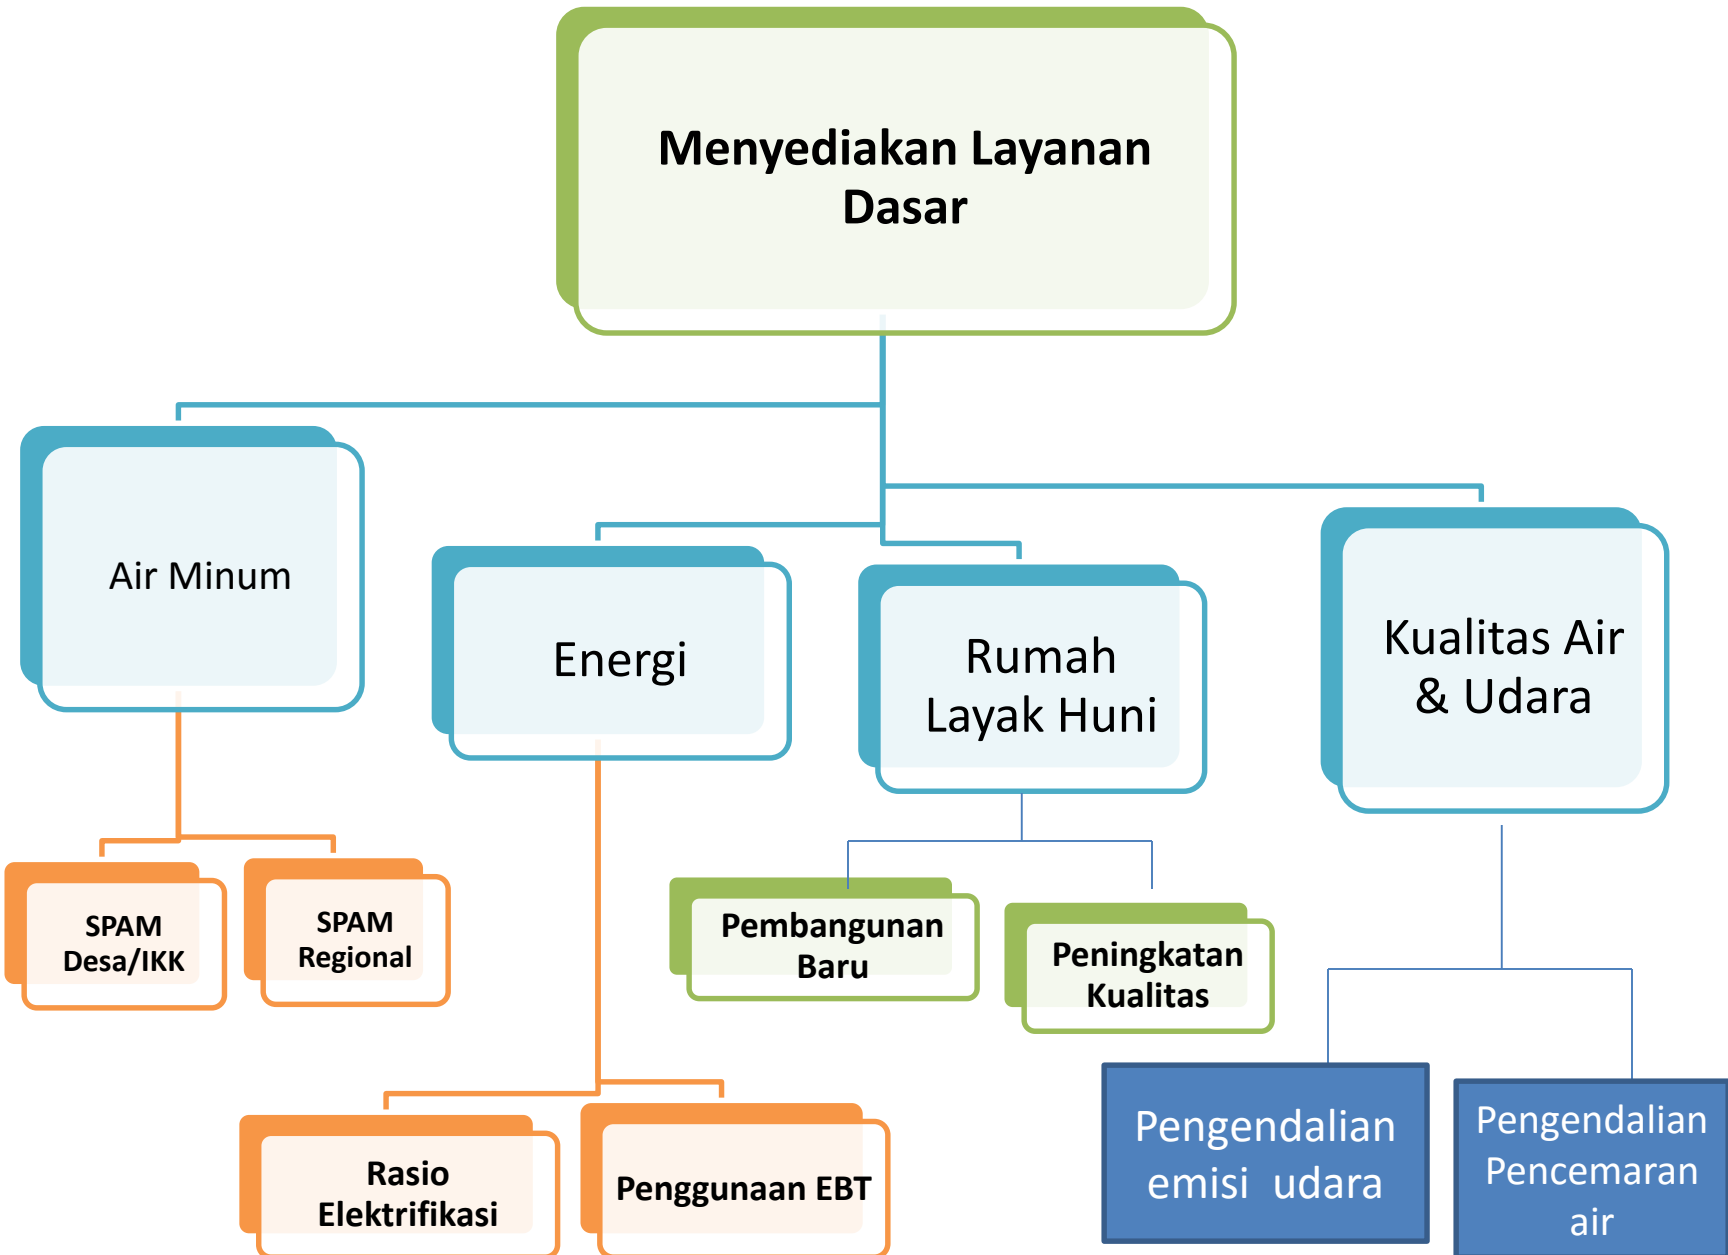 Menyediakan Layanan
Dasar
Air Minum
Energi
Rumah
Layak Huni
Kualitas Air
& Udara
SPAM
Desa/IKK
SPAM
Regional
Pembangunan
Baru
Peningkatan
Kualitas
Rasio
Elektrifikasi
Penggunaan EBT
Pengendalian
emisi udara
Pengendalian
Pencemaran
air